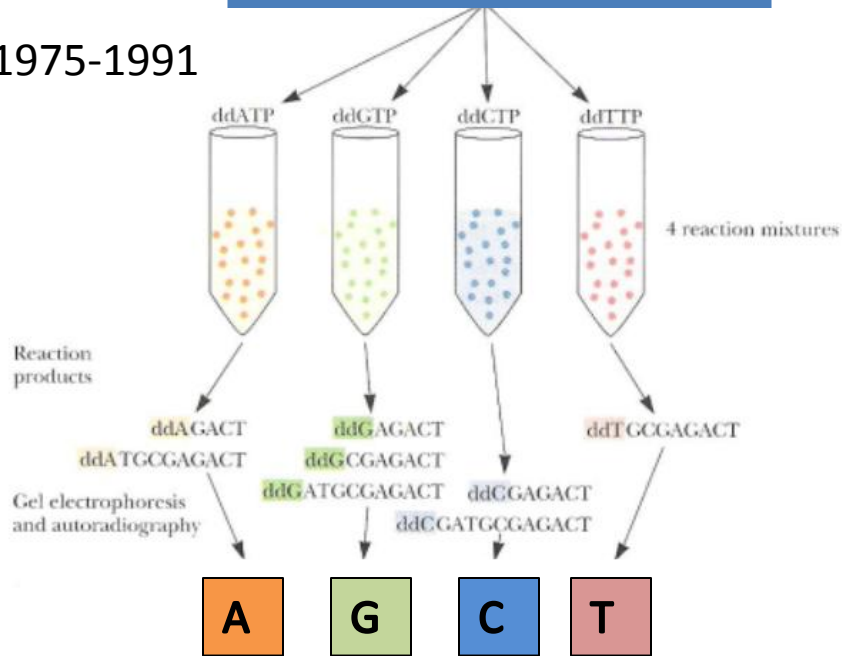 1975-1991
ddATP ddGTP ddCTP ddTTP
4 reaction mixtures
Reaction
products
ddAGACT
ddATGCGAGACT
ddGAGACT
ddGCGAGACT
ddGATGCGAGACT
ddCGAGACT
ddCGATGCGAGACT
ddTGCGAGACT
Gel electrophoresis
and autoradiography
A G C T